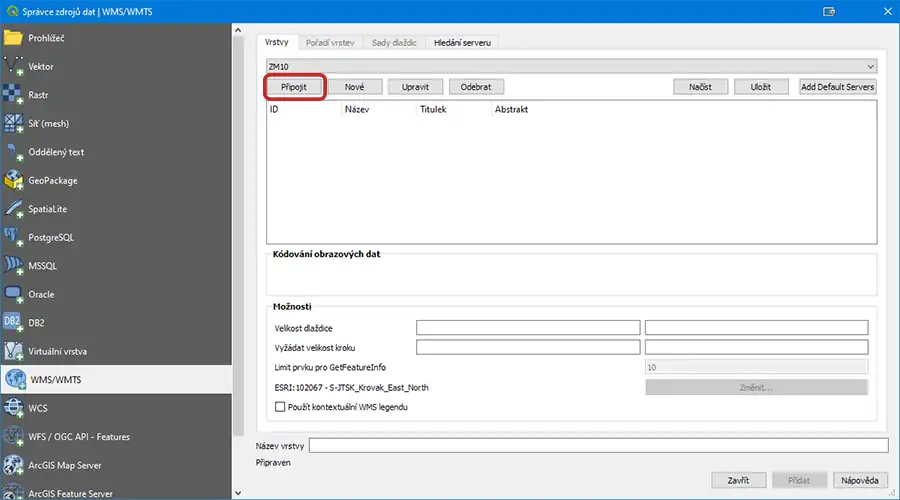 Správce zdrojů dat | WMS/WMTS
Prohlížeč
Vektor
Rastr
Síť (mesh)
Oddělený text
GeoPackage
SpatiaLite
PostgreSQL
MSSQL
Oracle
DB2
DB2
Virtuální vrstva
WMS/WMTS
WCS
WFS / OGC API - Features
ArcGIS Map Server
ArcGIS Feature Server
Vrstvy Pořadí vrstev Sady dlaždic Hledání serveru
ZM10
Připojit Nové Upravit Odebrat Načíst Uložit Add Default Servers
ID Název Titulek Abstrakt
Kódování obrazových dat
Možnosti
Velikost dlaždice
Vyžádat velikost kroku
Limit prvku pro GetFeatureInfo 10
ESRI:102067 - S-JTSK_Krovak_East_North Změnit...
Použít kontextuální WMS legendu
Název vrstvy
Připraven
Zavřít Přidat Nápověda